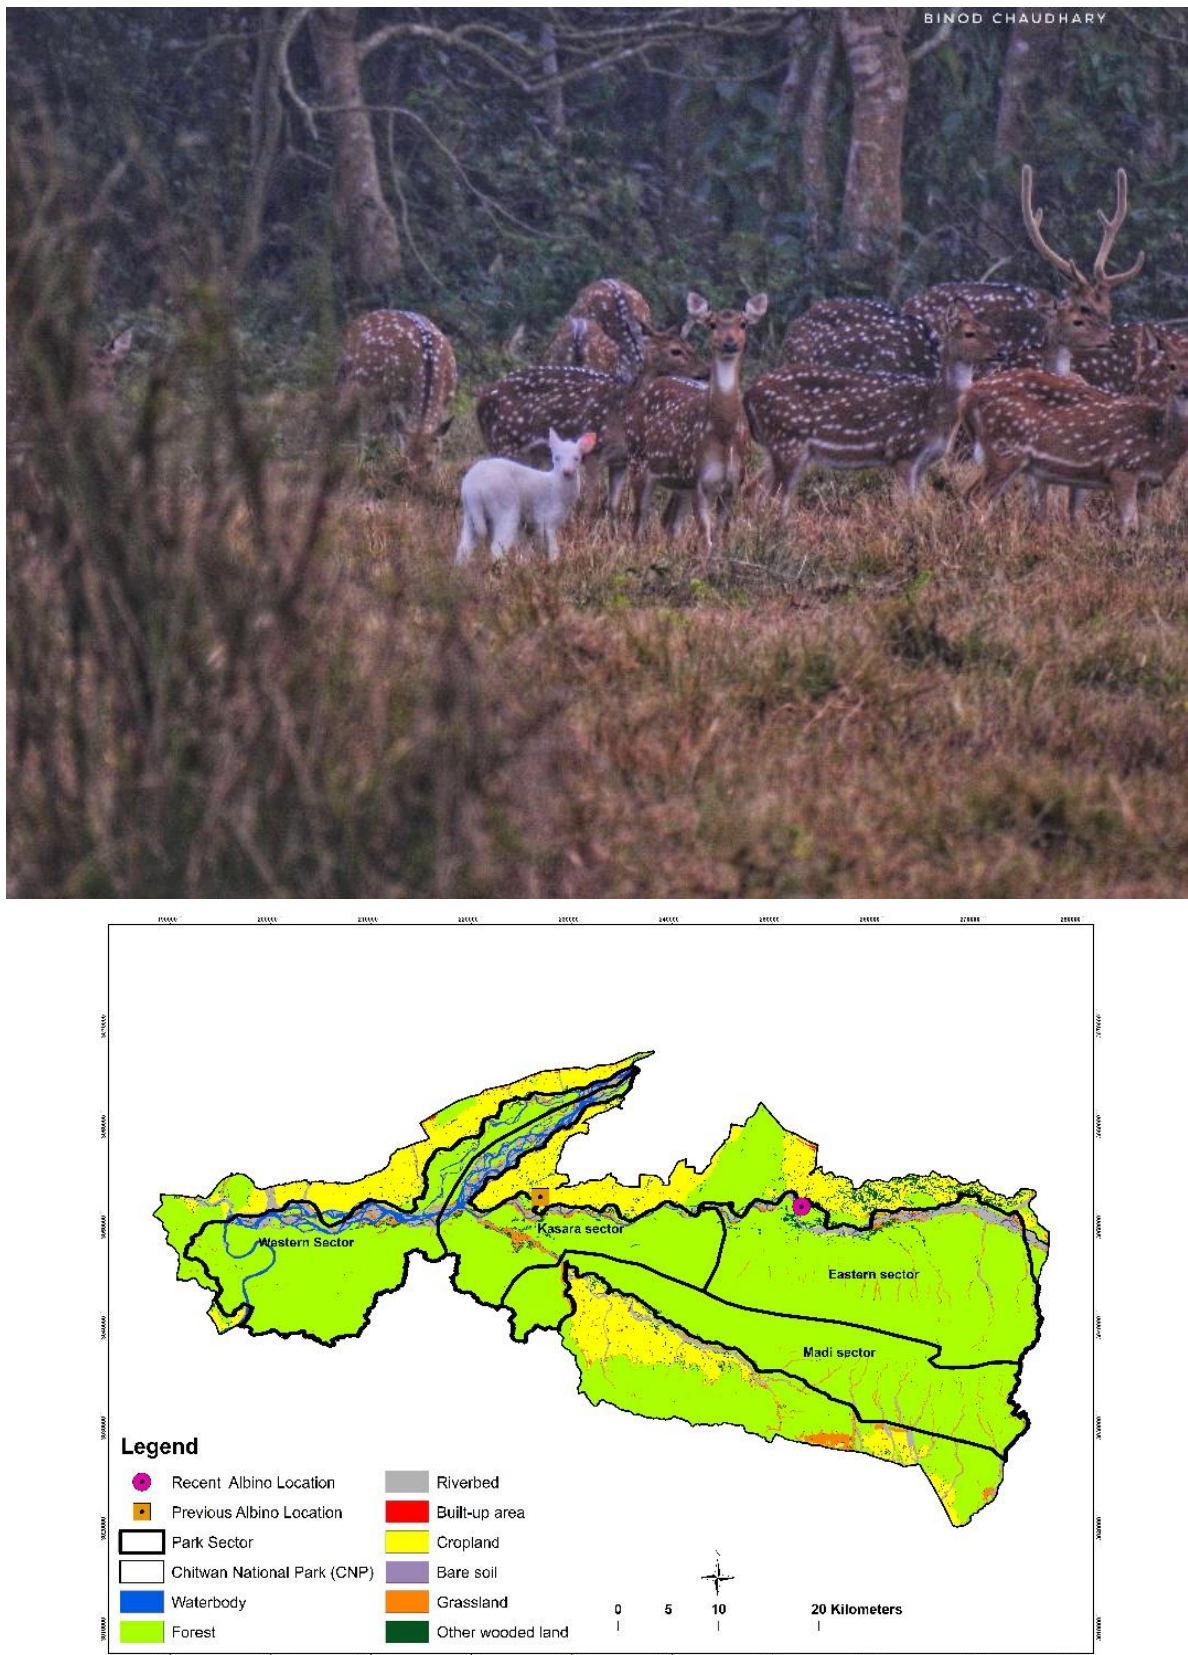 BINOD CHAUDHARY
Western Sector
Kasara sector
Eastern sector
Madi sector
Legend
Recent Albino Location
Previous Albino Location
Park Sector
Chitwan National Park (CNP)
Waterbody
Forest
Riverbed
Built-up area
Cropland
Bare soil
Grassland
Other wooded land
0 5 10 20 Kilometers